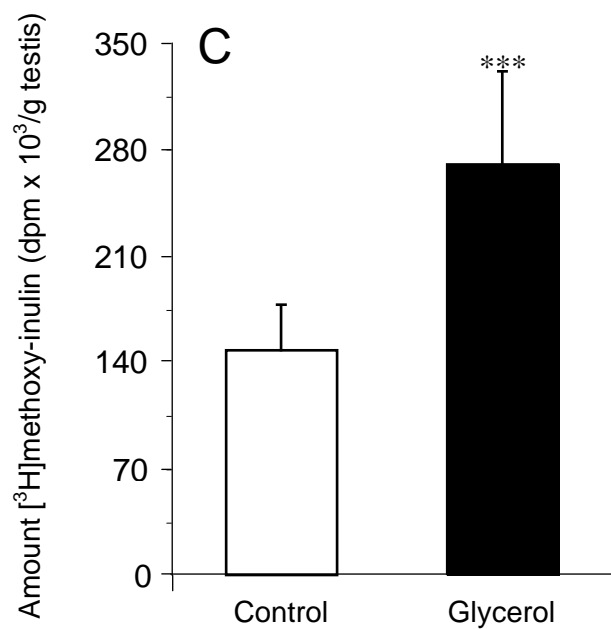 Amount [³H]methoxy-inulin (dpm x 10³/g testis)
C
350
280
210
140
70
0
***
Control
Glycerol